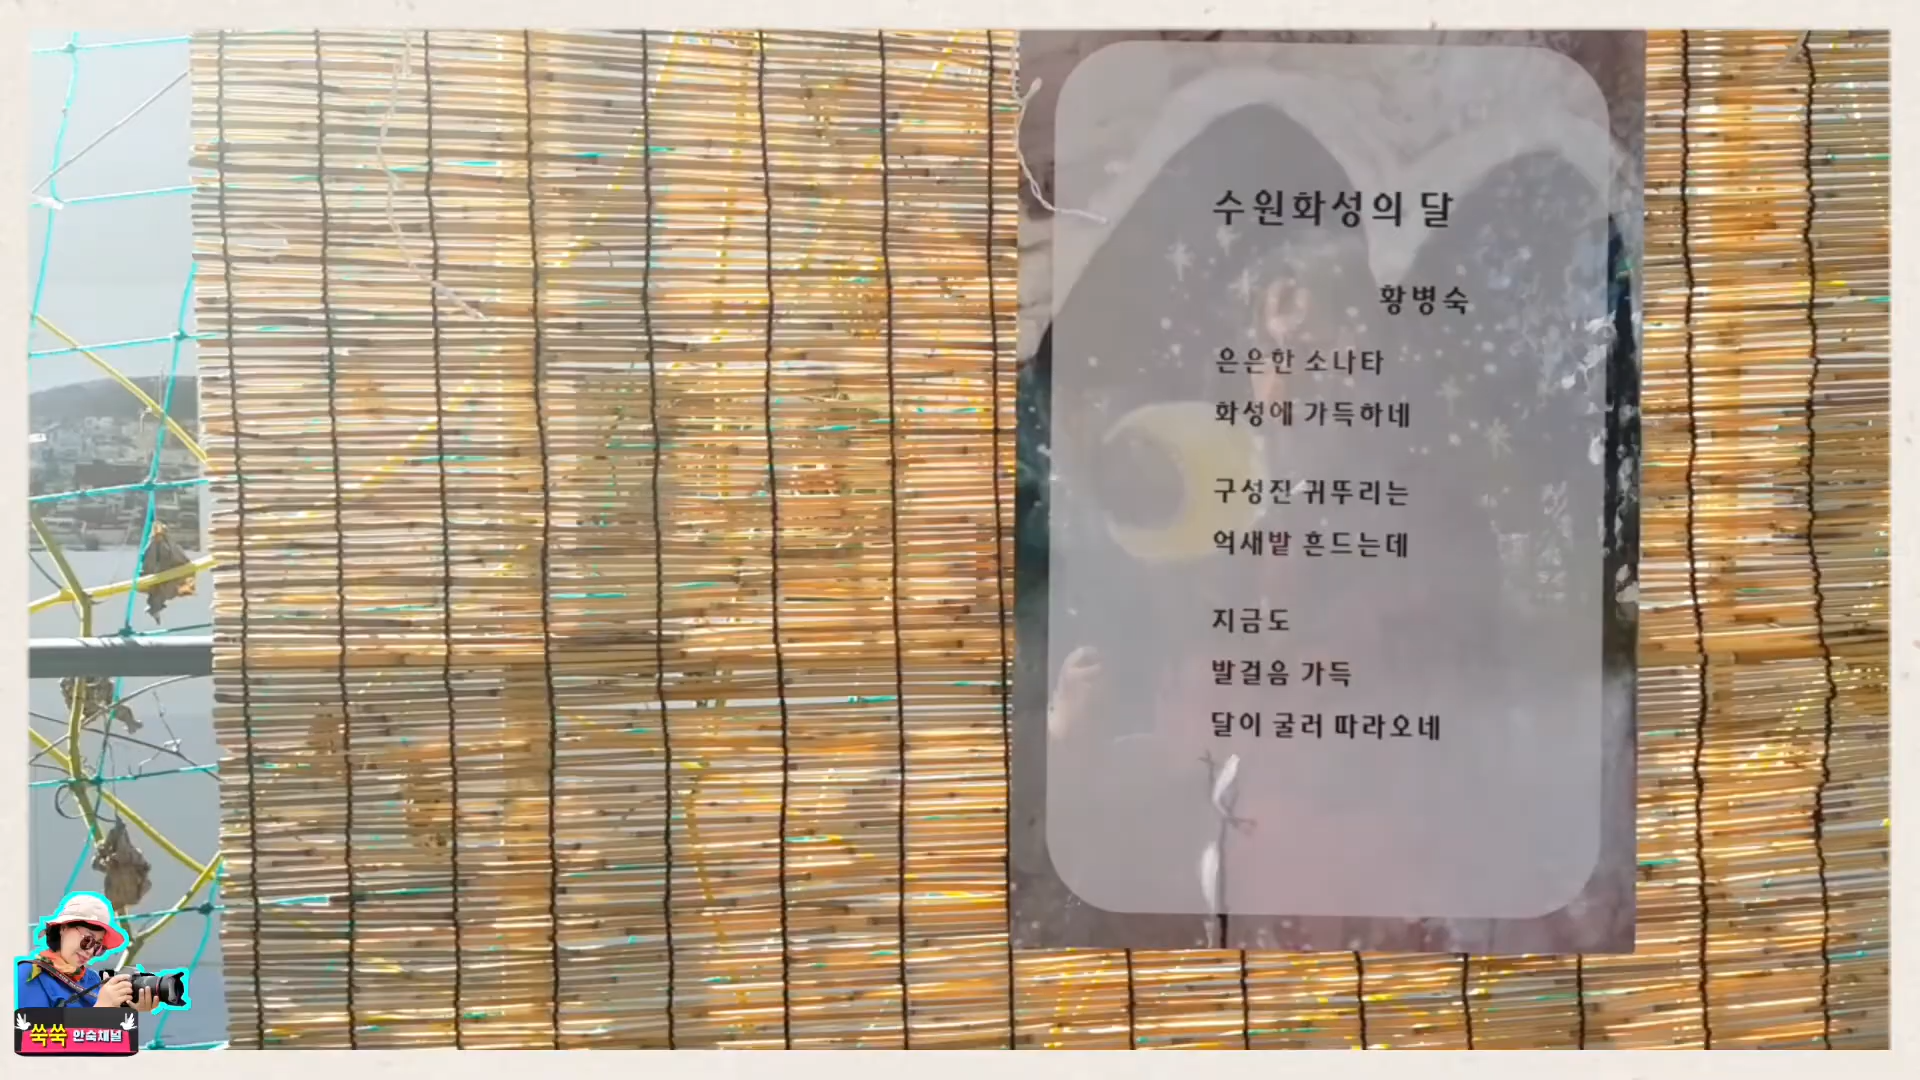 수원화성의 달
황병숙
은은한 소나타
화성에 가득하네
구성진 귀뚜리는
억새밭 흔드는데
지금도
발걸음 가득
달이 굴러 따라오네
쑥쑥 안숙채널